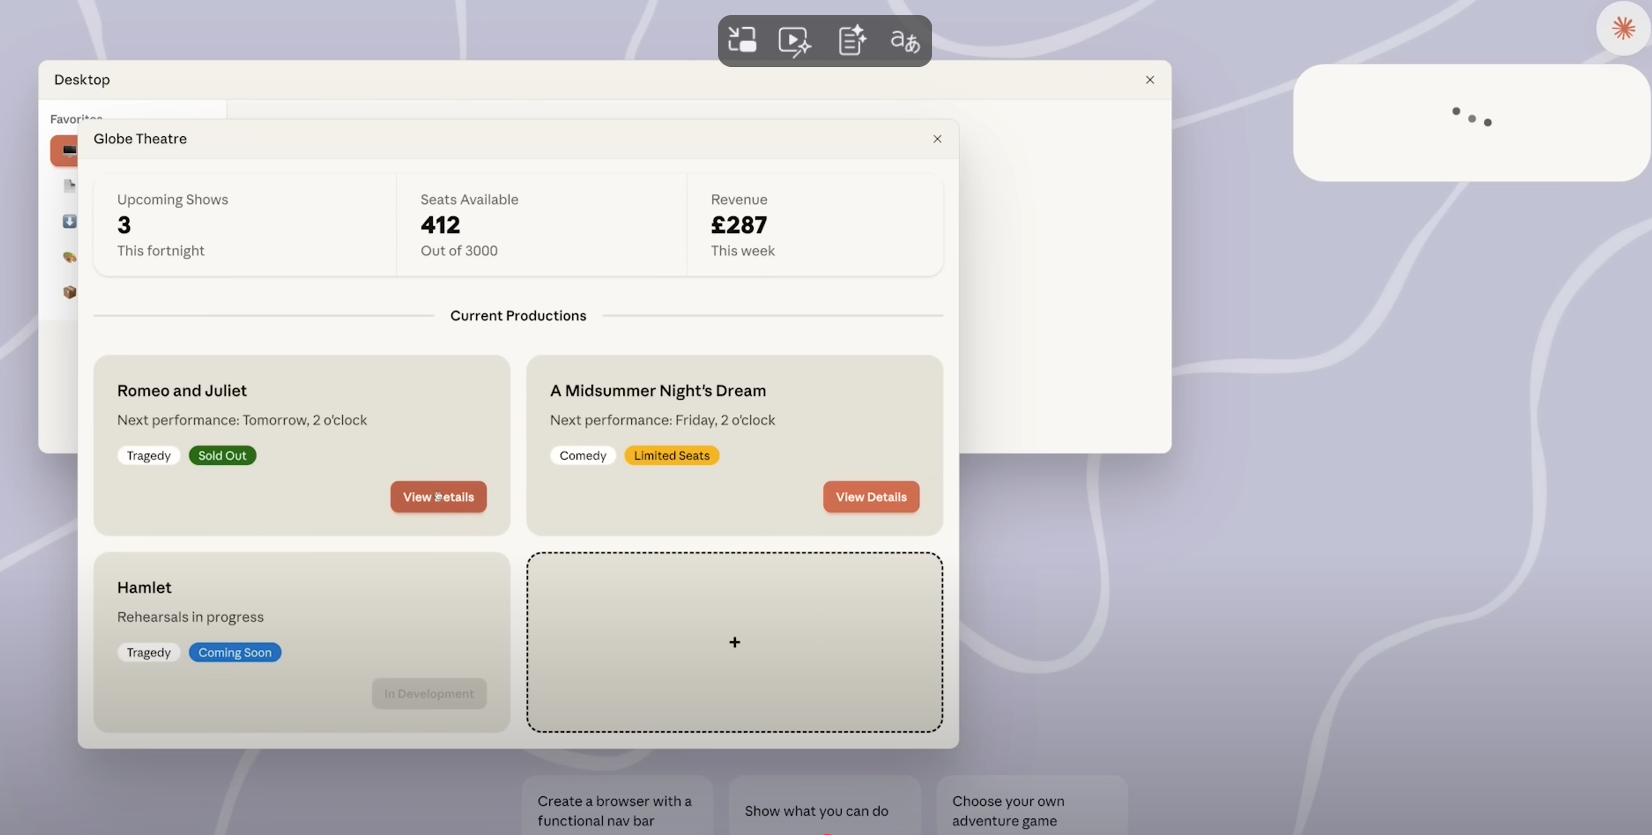 Desktop
Favorites
Globe Theatre
Upcoming Shows
3
This fortnight
Seats Available
412
Out of 3000
Revenue
£287
This week
Current Productions
Romeo and Juliet
Next performance: Tomorrow, 2 o'clock
Tragedy
Sold Out
View Details
A Midsummer Night's Dream
Next performance: Friday, 2 o'clock
Comedy
Limited Seats
View Details
Hamlet
Rehearsals in progress
Tragedy
Coming Soon
In Development
+
Create a browser with a
functional nav bar
Show what you can do
Choose your own
adventure game